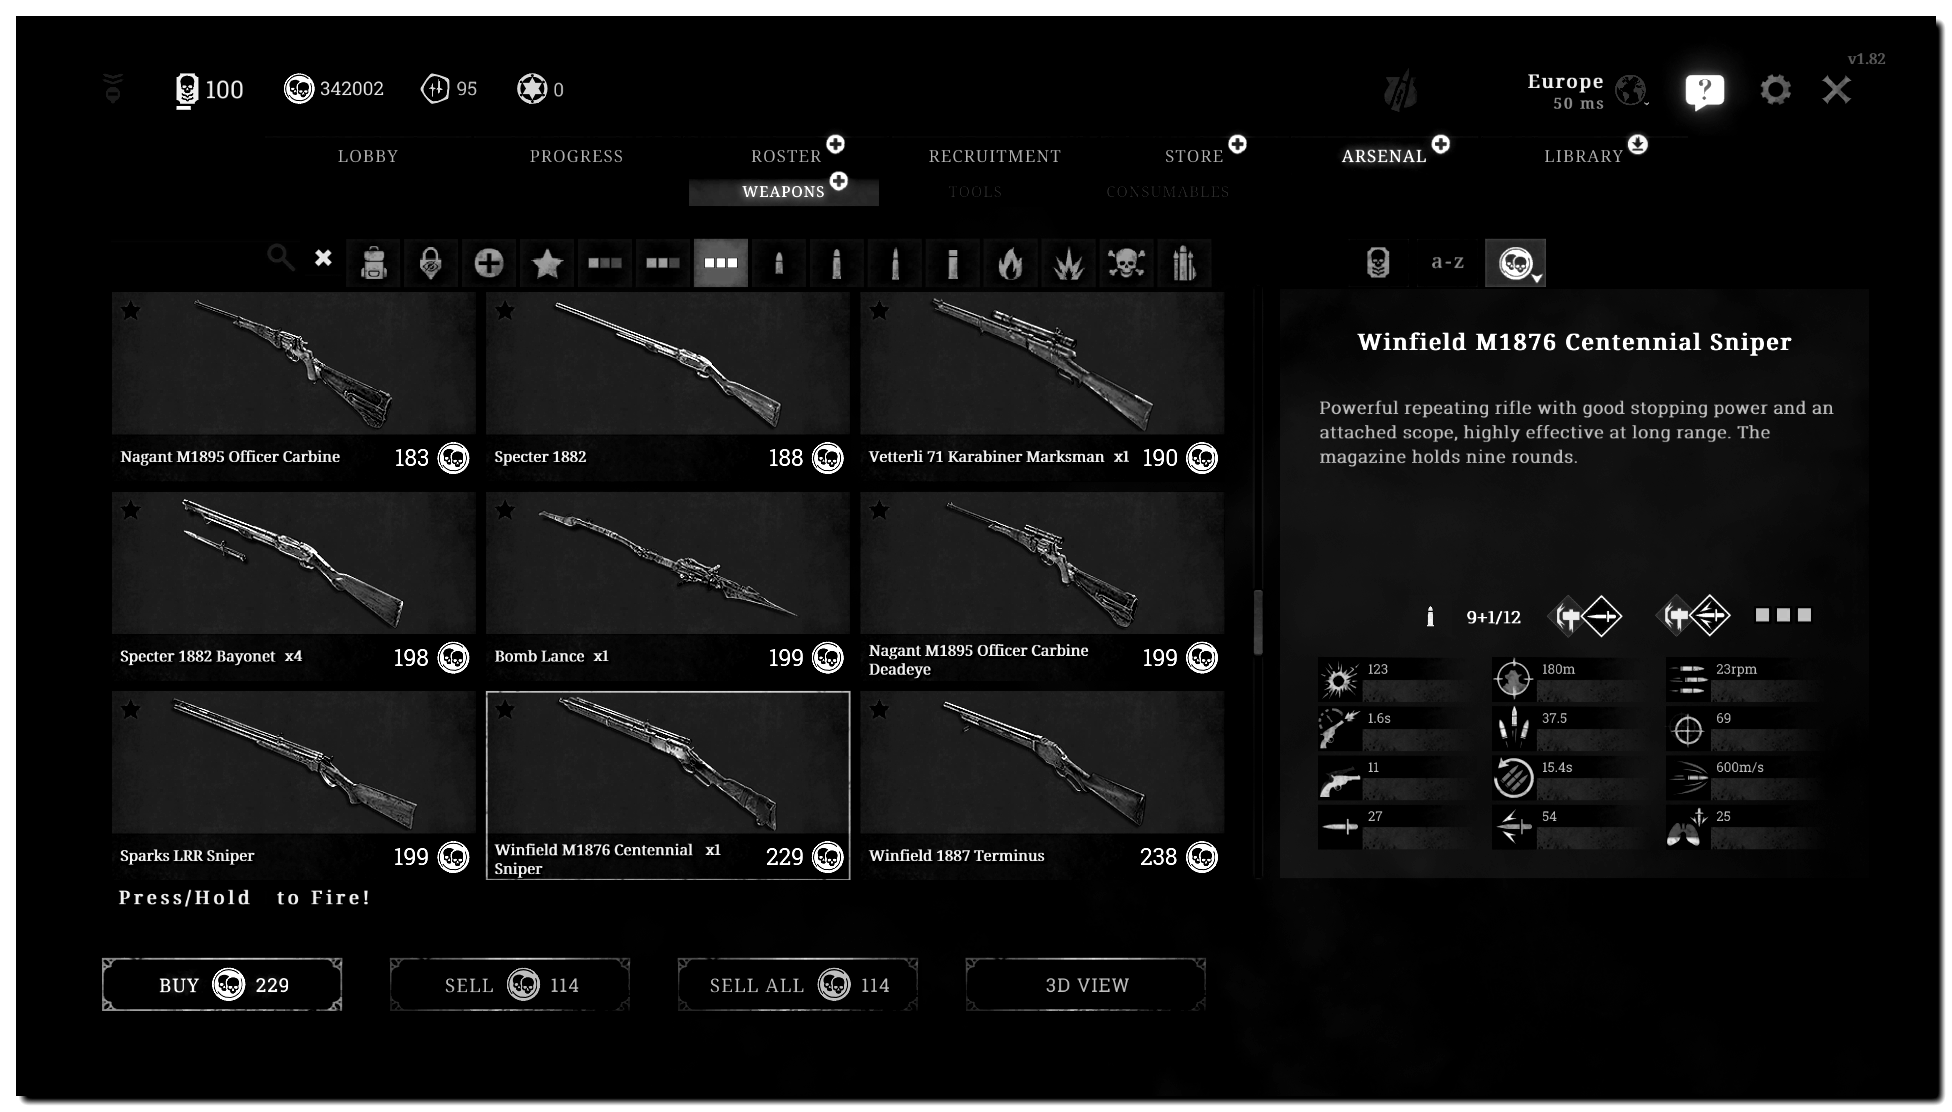 v1.82
100
342002
95
0
Europe
50 ms
?
LOBBY
PROGRESS
ROSTER
RECRUITMENT
STORE
ARSENAL
LIBRARY
WEAPONS
TOOLS
CONSUMABLES
a-z
Nagant M1895 Officer Carbine
183
Specter 1882
188
Vetterli 71 Karabiner Marksman x1
190
Specter 1882 Bayonet x4
198
Bomb Lance x1
199
Nagant M1895 Officer Carbine
Deadeye
199
Sparks LRR Sniper
199
Winfield M1876 Centennial x1
Sniper
229
Winfield 1887 Terminus
238
Winfield M1876 Centennial Sniper
Powerful repeating rifle with good stopping power and an
attached scope, highly effective at long range. The
magazine holds nine rounds.
9+1/12
123
180m
23rpm
1.6s
37.5
69
11
15.4s
600m/s
27
54
25
Press/Hold to Fire!
BUY 229
SELL 114
SELL ALL 114
3D VIEW